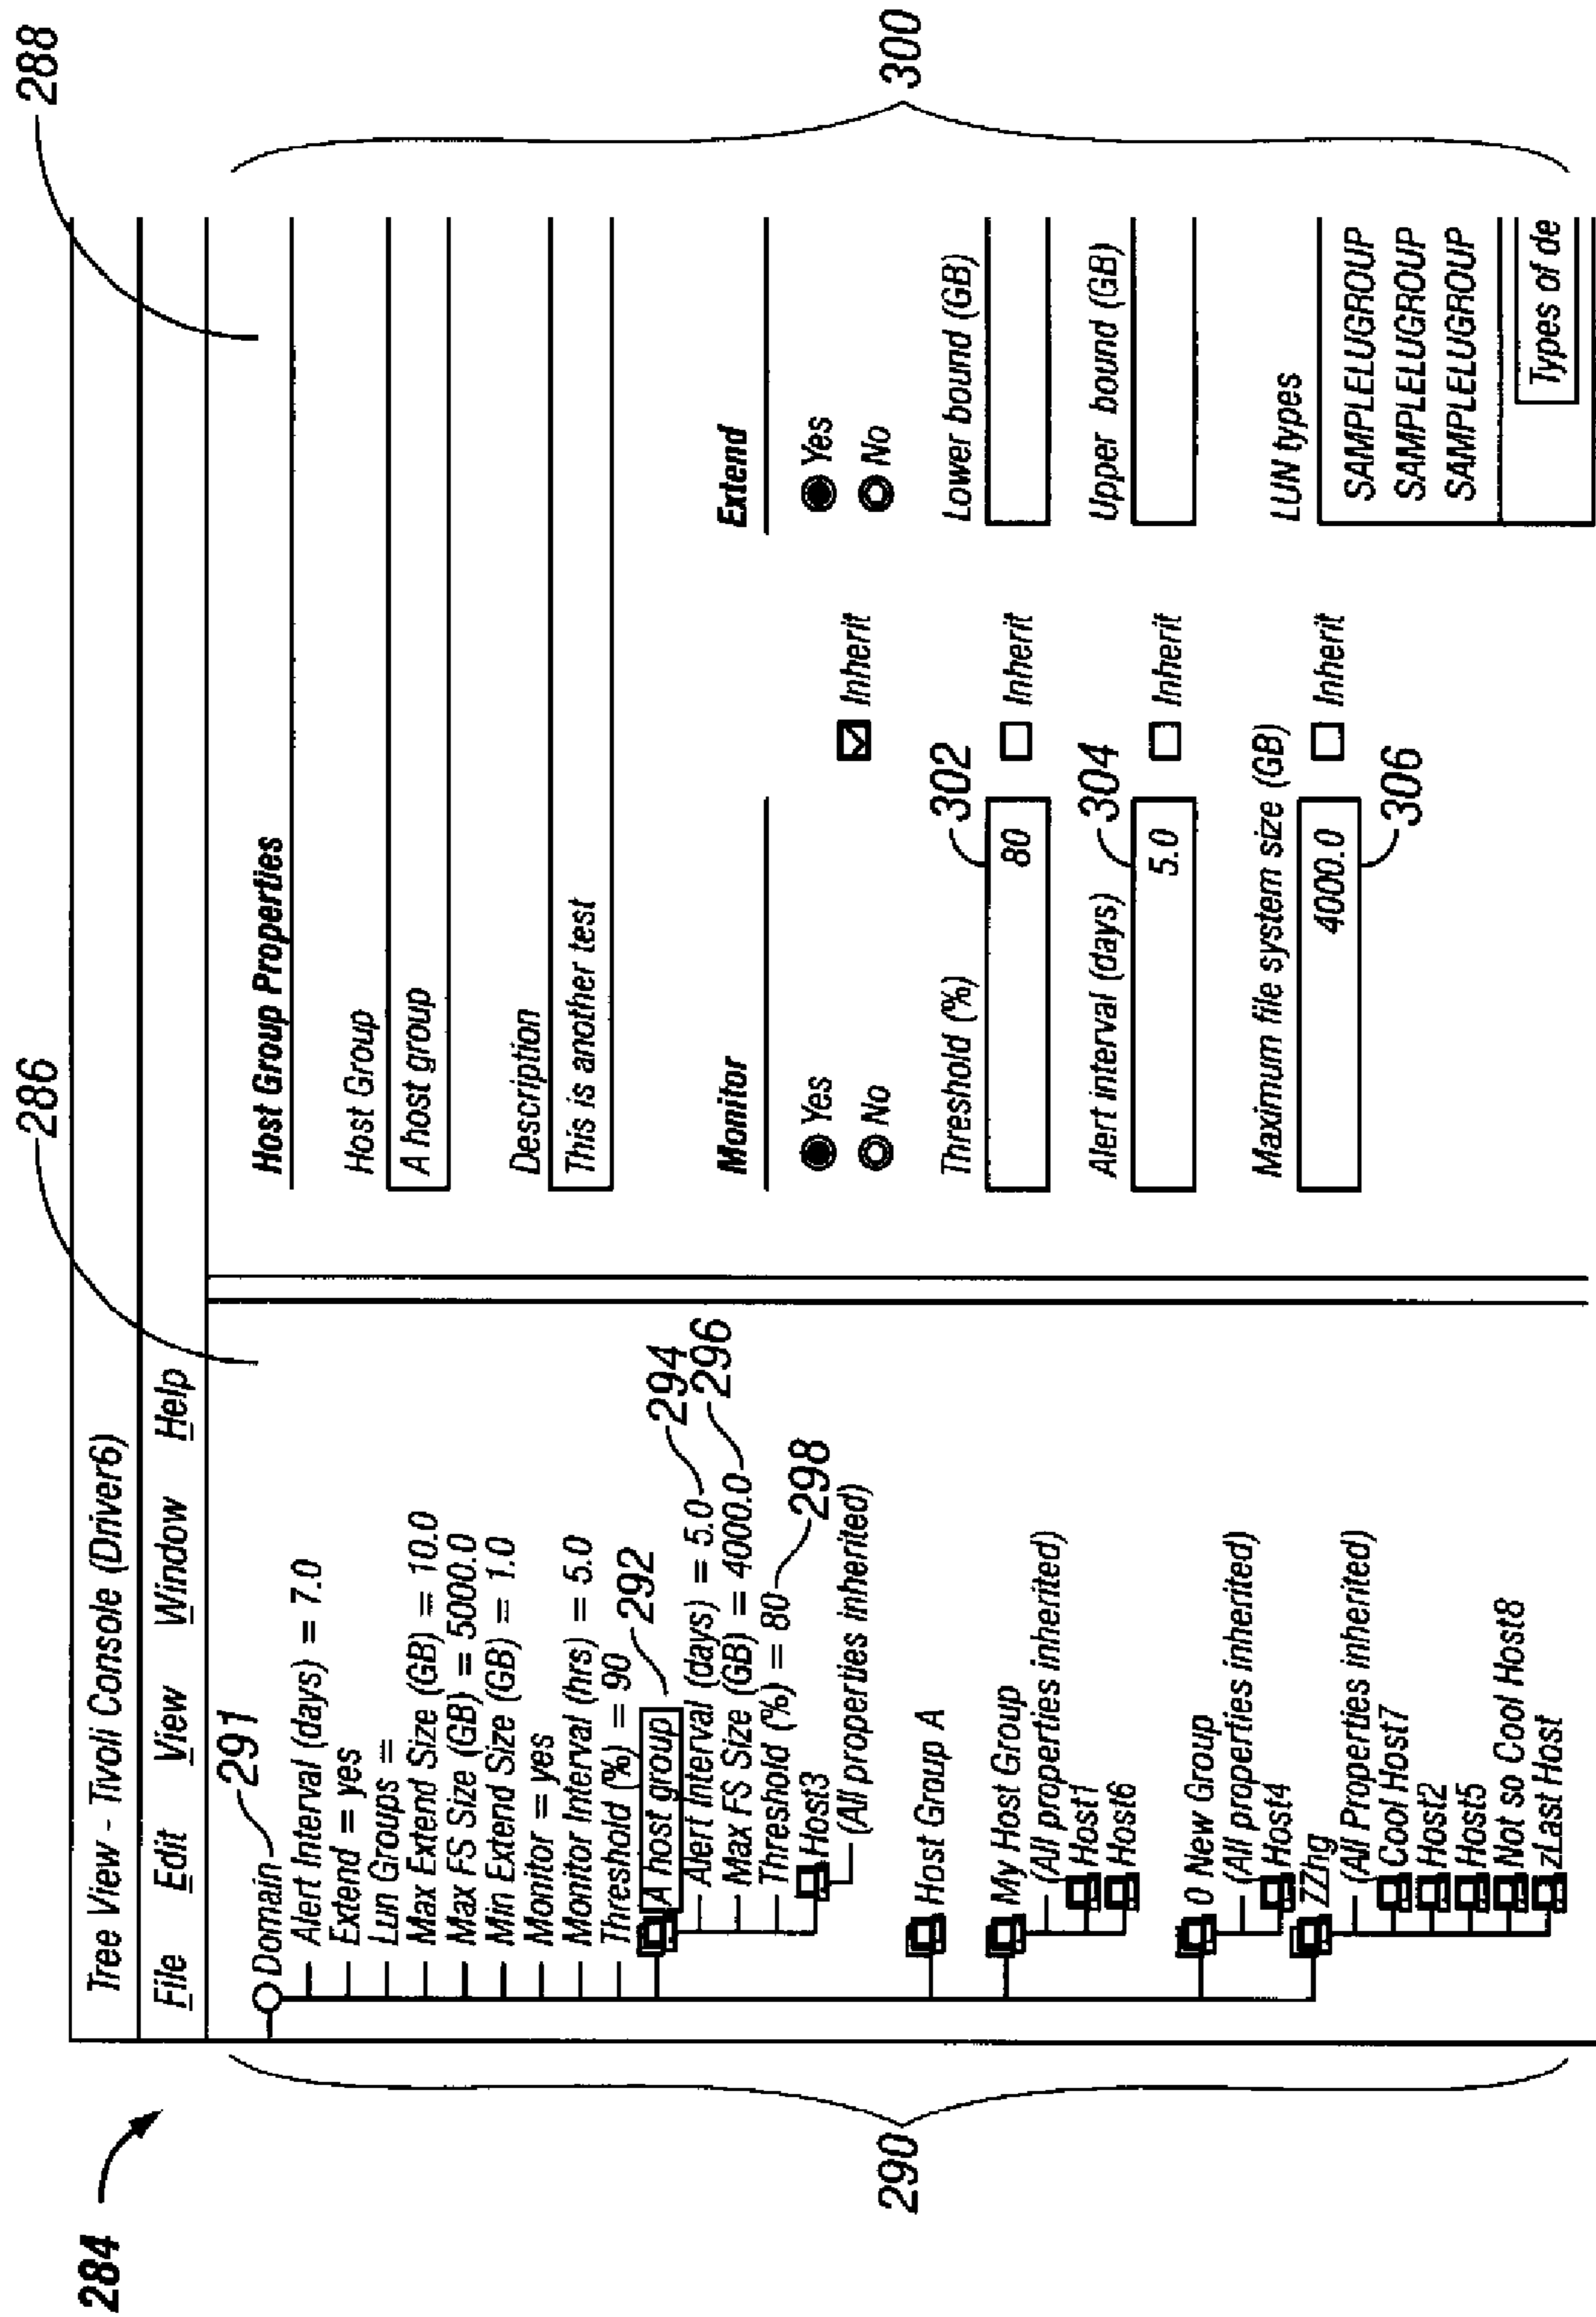 284
286
288
Tree View - Tivoli Console (Driver6)
File Edit View Window Help
290
291
Domain
Alert Interval (days) = 7.0
Extend = yes
Lun Groups =
Max Extend Size (GB) = 10.0
Max FS Size (GB) = 5000.0
Min Extend Size (GB) = 1.0
Monitor = yes
Monitor Interval (hrs) = 5.0
Threshold (%) = 90
A host group
292
Alert Interval (days) = 5.0
294
Max FS Size (GB) = 4000.0
296
Threshold (%) = 80
298
Host3
(All properties inherited)
Host Group A
My Host Group
(All properties inherited)
Host1
Host6
0 New Group
(All properties inherited)
Host4
ZZhg
(All Properties inherited)
Cool Host7
Host2
Host5
Not so Cool Host8
zLast Host
Host Group Properties
Host Group
A host group
Description
This is another test
Monitor
Yes
No
Inherit
Threshold (%)
302
80
Inherit
Alert interval (days)
304
5.0
Inherit
Maximum file system size (GB)
4000.0
Inherit
306
Extend
Yes
No
Lower bound (GB)
Upper bound (GB)
LUN types
SAMPLELUGROUP
SAMPLELUGROUP
SAMPLELUGROUP
Types of de
300